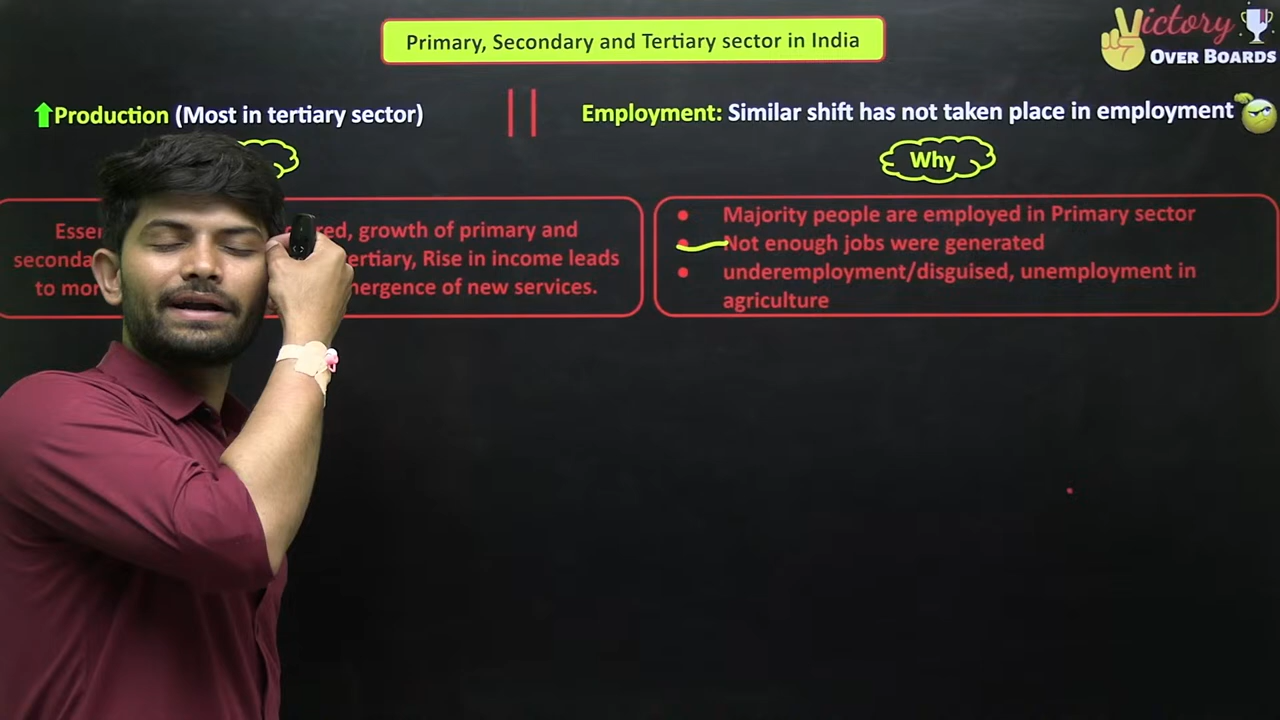 Primary, Secondary and Tertiary sector in India
Victory
OVER BOARDS
Production (Most in tertiary sector)
Employment: Similar shift has not taken place in employment
Why
red, growth of primary and
ertiary, Rise in income leads
to mor mergence of new services.
Majority people are employed in Primary sector
Not enough jobs were generated
underemployment/disguised, unemployment in
agriculture